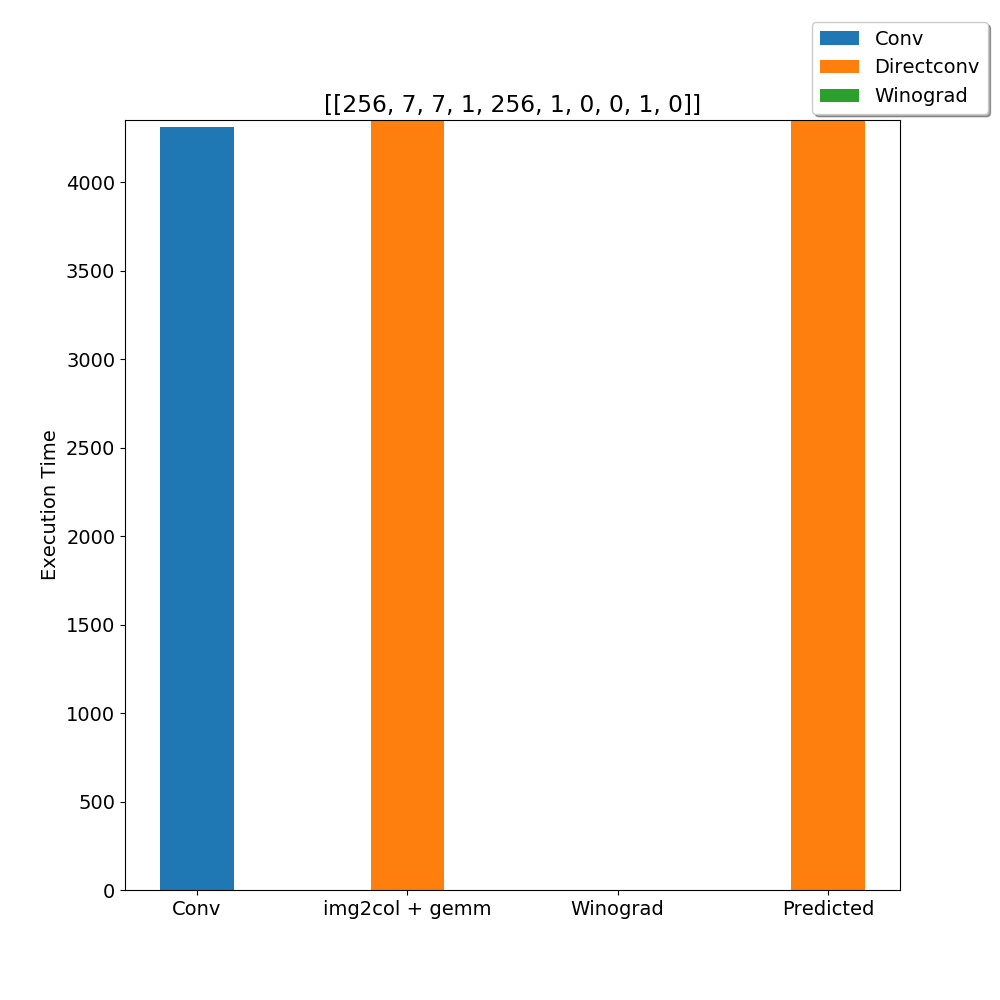 Conv
Directconv
Winograd
[[256, 7, 7, 1, 256, 1, 0, 0, 1, 0]]
4000
3500
3000
2500
2000
1500
1000
500
0
Execution Time
Conv img2col + gemm Winograd Predicted